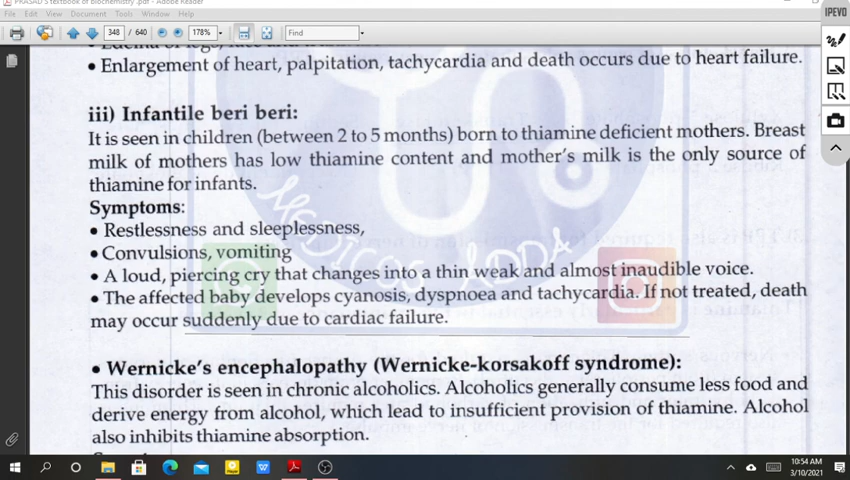 PRASAD'S textbook of biochemistry .pdf - Adobe Reader
File Edit View Document Tools Window Help
348 / 640 178% Find
IPEVO
• Enlargement of heart, palpitation, tachycardia and death occurs due to heart failure.
iii) Infantile beri beri:
It is seen in children (between 2 to 5 months) born to thiamine deficient mothers. Breast
milk of mothers has low thiamine content and mother's milk is the only source of
thiamine for infants.
Symptoms:
• Restlessness and sleeplessness,
• Convulsions, vomiting
• A loud, piercing cry that changes into a thin weak and almost inaudible voice.
• The affected baby develops cyanosis, dyspnoea and tachycardia. If not treated, death
may occur suddenly due to cardiac failure.
MEDICOS ADDA
• Wernicke's encephalopathy (Wernicke-korsakoff syndrome):
This disorder is seen in chronic alcoholics. Alcoholics generally consume less food and
derive energy from alcohol, which lead to insufficient provision of thiamine. Alcohol
also inhibits thiamine absorption.
10:54 AM
3/10/2021